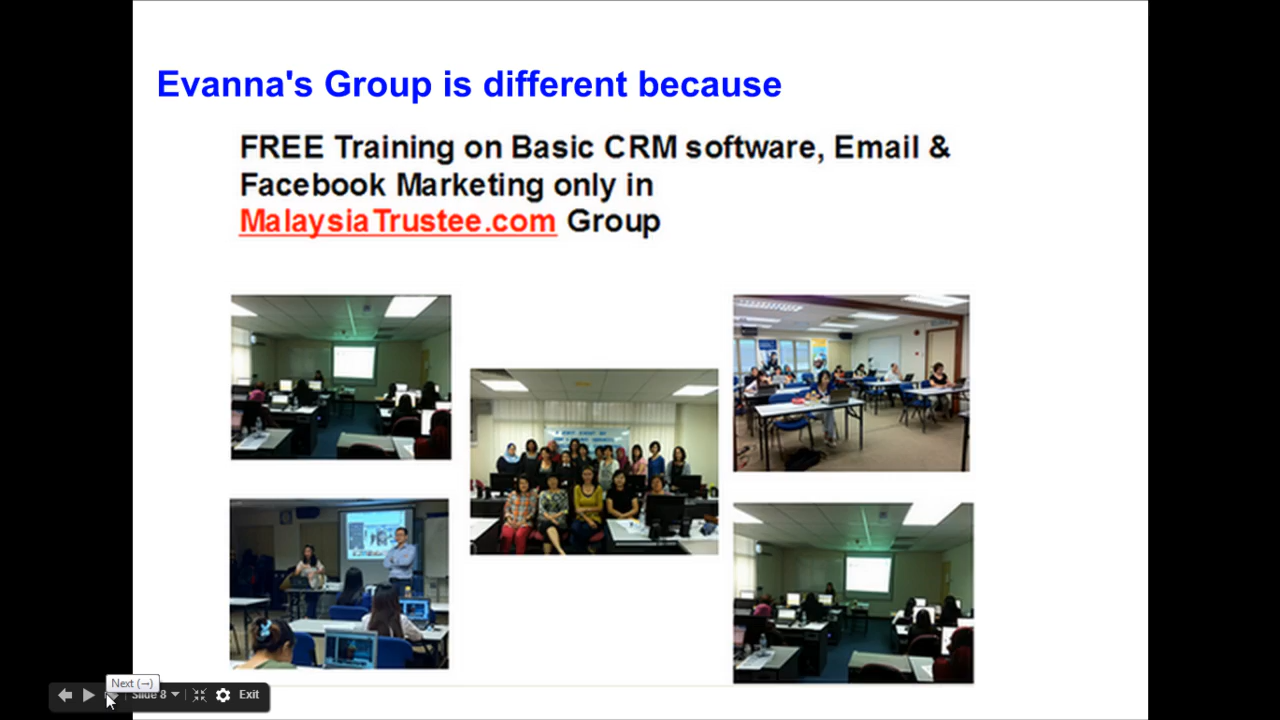 Evanna's Group is different because
FREE Training on Basic CRM software, Email &
Facebook Marketing only in
MalaysiaTrustee.com Group
Next (→)
Slide 8
Exit